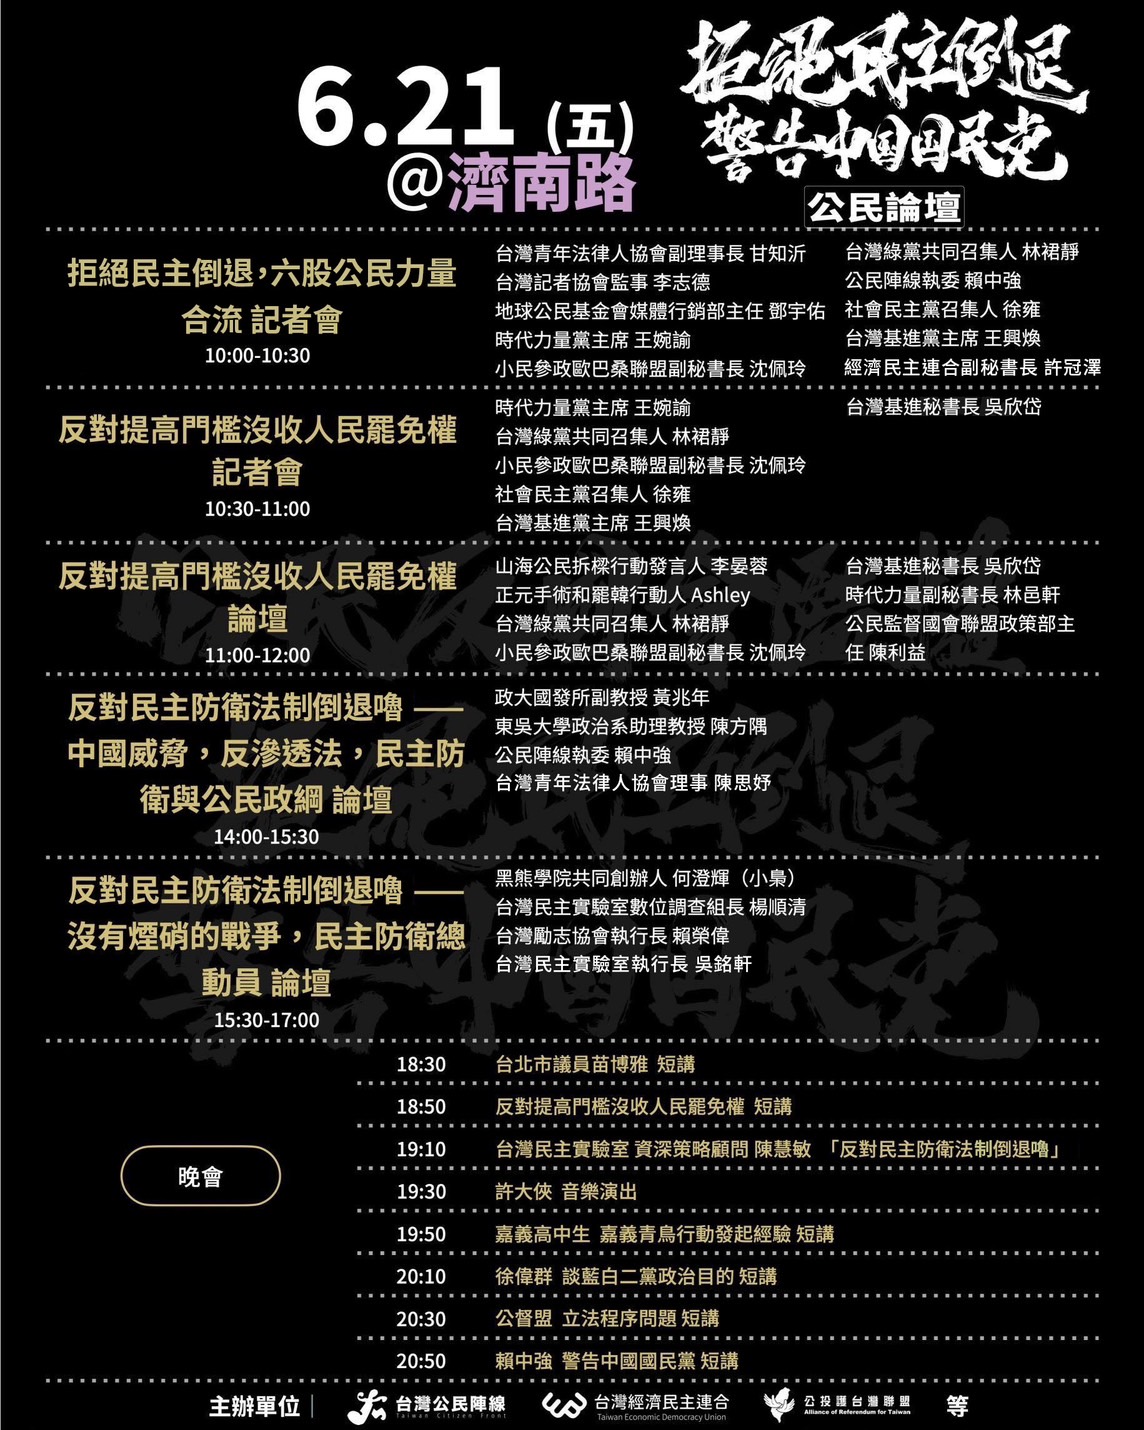 拒絕民主倒退
警告中国国民党
公民論壇
6.21 (五)
@濟南路
拒絕民主倒退，六股公民力量
合流 記者會
10:00-10:30
台灣青年法律人協會副理事長 甘知沂
台灣記者協會監事 李志德
地球公民基金會媒體行銷部主任 鄧宇佑
時代力量黨主席 王婉諭
小民參政歐巴桑聯盟副秘書長 沈佩玲
台灣綠黨共同召集人 林裙靜
公民陣線執委 賴中強
社會民主黨召集人 徐雍
台灣基進黨主席 王興煥
經濟民主連合副秘書長 許冠澤
反對提高門檻沒收人民罷免權
記者會
10:30-11:00
時代力量黨主席 王婉諭
台灣綠黨共同召集人 林裙靜
小民參政歐巴桑聯盟副秘書長 沈佩玲
社會民主黨召集人 徐雍
台灣基進黨主席 王興煥
台灣基進秘書長 吳欣岱
反對提高門檻沒收人民罷免權
論壇
11:00-12:00
山海公民拆樑行動發言人 李晏蓉
正元手術和罷韓行動人 Ashley
台灣綠黨共同召集人 林裙靜
小民參政歐巴桑聯盟副秘書長 沈佩玲
台灣基進秘書長 吳欣岱
時代力量副秘書長 林邑軒
公民監督國會聯盟政策部主
任 陳利益
反對民主防衛法制倒退嚕 ——
中國威脅，反滲透法，民主防
衛與公民政綱 論壇
14:00-15:30
政大國發所副教授 黃兆年
東吳大學政治系助理教授 陳方隅
公民陣線執委 賴中強
台灣青年法律人協會理事 陳思妤
反對民主防衛法制倒退嚕 ——
沒有煙硝的戰爭，民主防衛總
動員 論壇
15:30-17:00
黑熊學院共同創辦人 何澄輝（小梟）
台灣民主實驗室數位調查組長 楊順清
台灣勵志協會執行長 賴榮偉
台灣民主實驗室執行長 吳銘軒
晚會
18:30 台北市議員苗博雅 短講
18:50 反對提高門檻沒收人民罷免權 短講
19:10 台灣民主實驗室 資深策略顧問 陳慧敏 「反對民主防衛法制倒退嚕」
19:30 許大俠 音樂演出
19:50 嘉義高中生 嘉義青鳥行動發起經驗 短講
20:10 徐偉群 談藍白二黨政治目的 短講
20:30 公督盟 立法程序問題 短講
20:50 賴中強 警告中國國民黨 短講
主辦單位｜
台灣公民陣線
Taiwan Citizen Front
台灣經濟民主連合
Taiwan Economic Democracy Union
公投護台灣聯盟
Alliance of Referendum for Taiwan
等